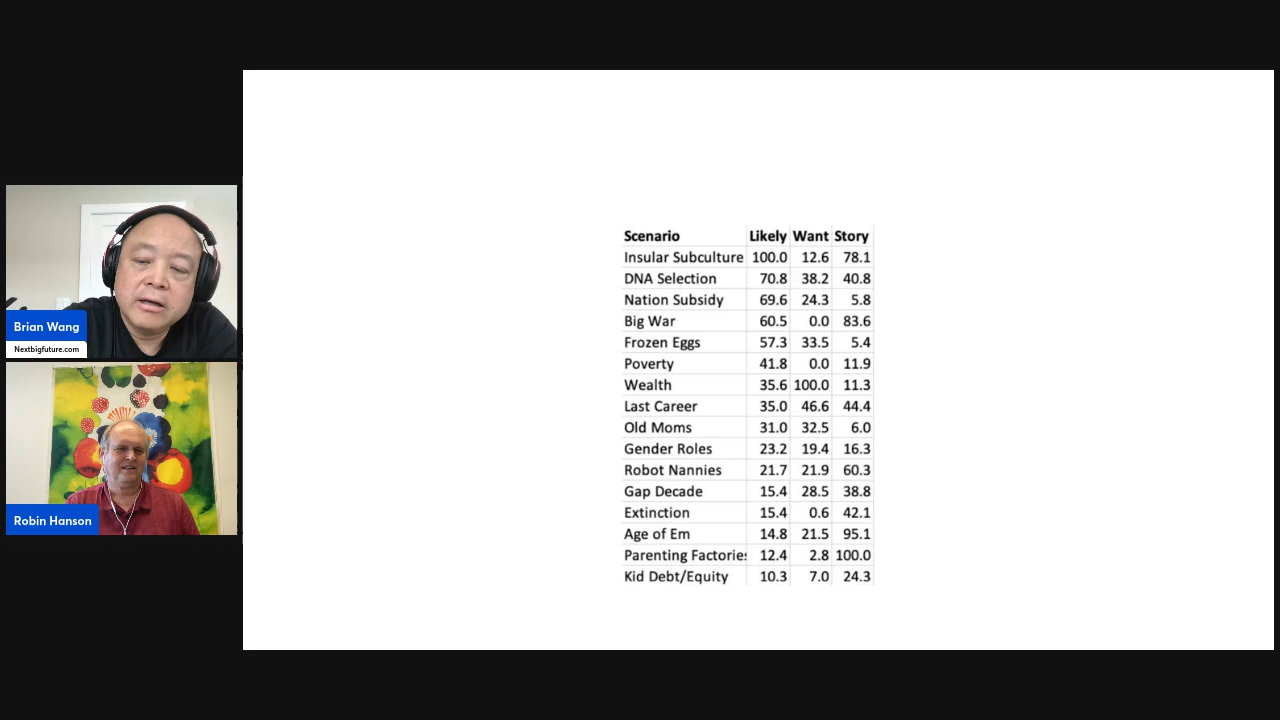 Brian Wang
Nextbigfuture.com
Robin Hanson
Scenario Likely Want Story
Insular Subculture 100.0 12.6 78.1
DNA Selection 70.8 38.2 40.8
Nation Subsidy 69.6 24.3 5.8
Big War 60.5 0.0 83.6
Frozen Eggs 57.3 33.5 5.4
Poverty 41.8 0.0 11.9
Wealth 35.6 100.0 11.3
Last Career 35.0 46.6 44.4
Old Moms 31.0 32.5 6.0
Gender Roles 23.2 19.4 16.3
Robot Nannies 21.7 21.9 60.3
Gap Decade 15.4 28.5 38.8
Extinction 15.4 0.6 42.1
Age of Em 14.8 21.5 95.1
Parenting Factories 12.4 2.8 100.0
Kid Debt/Equity 10.3 7.0 24.3